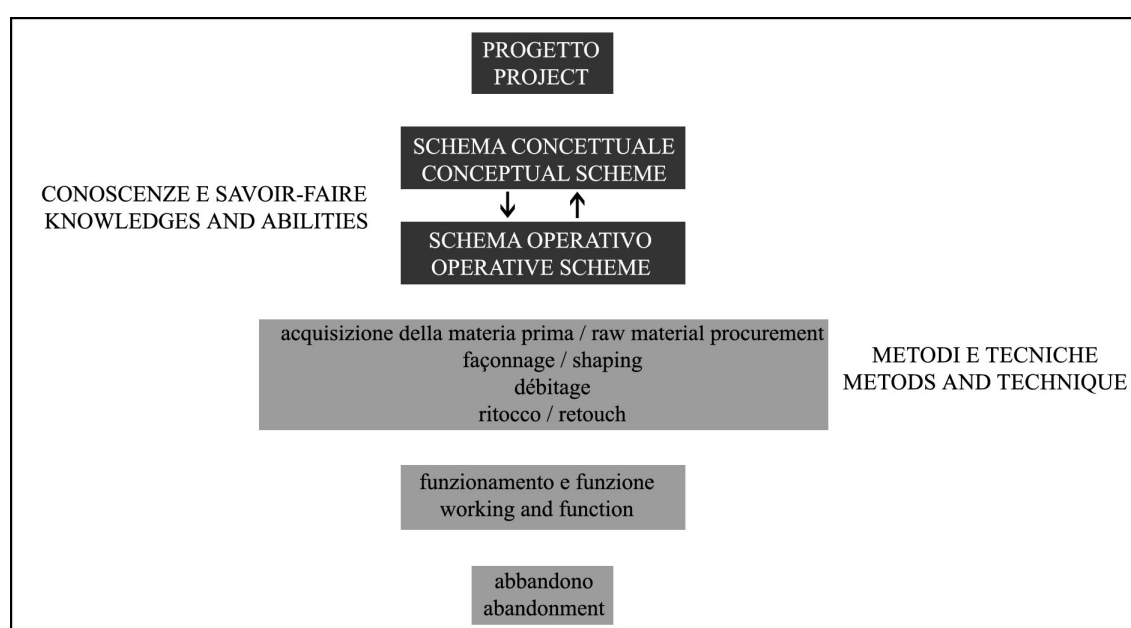 PROGETTO
PROJECT
SCHEMA CONCETTUALE
CONCEPTUAL SCHEME
CONOSCENZE E SAVOIR-FAIRE
KNOWLEDGES AND ABILITIES
SCHEMA OPERATIVO
OPERATIVE SCHEME
acquisizione della materia prima / raw material procurement
façonnage / shaping
débitage
ritocco / retouch
METODI E TECNICHE
METODS AND TECHNIQUE
funzionamento e funzione
working and function
abbandono
abandonment